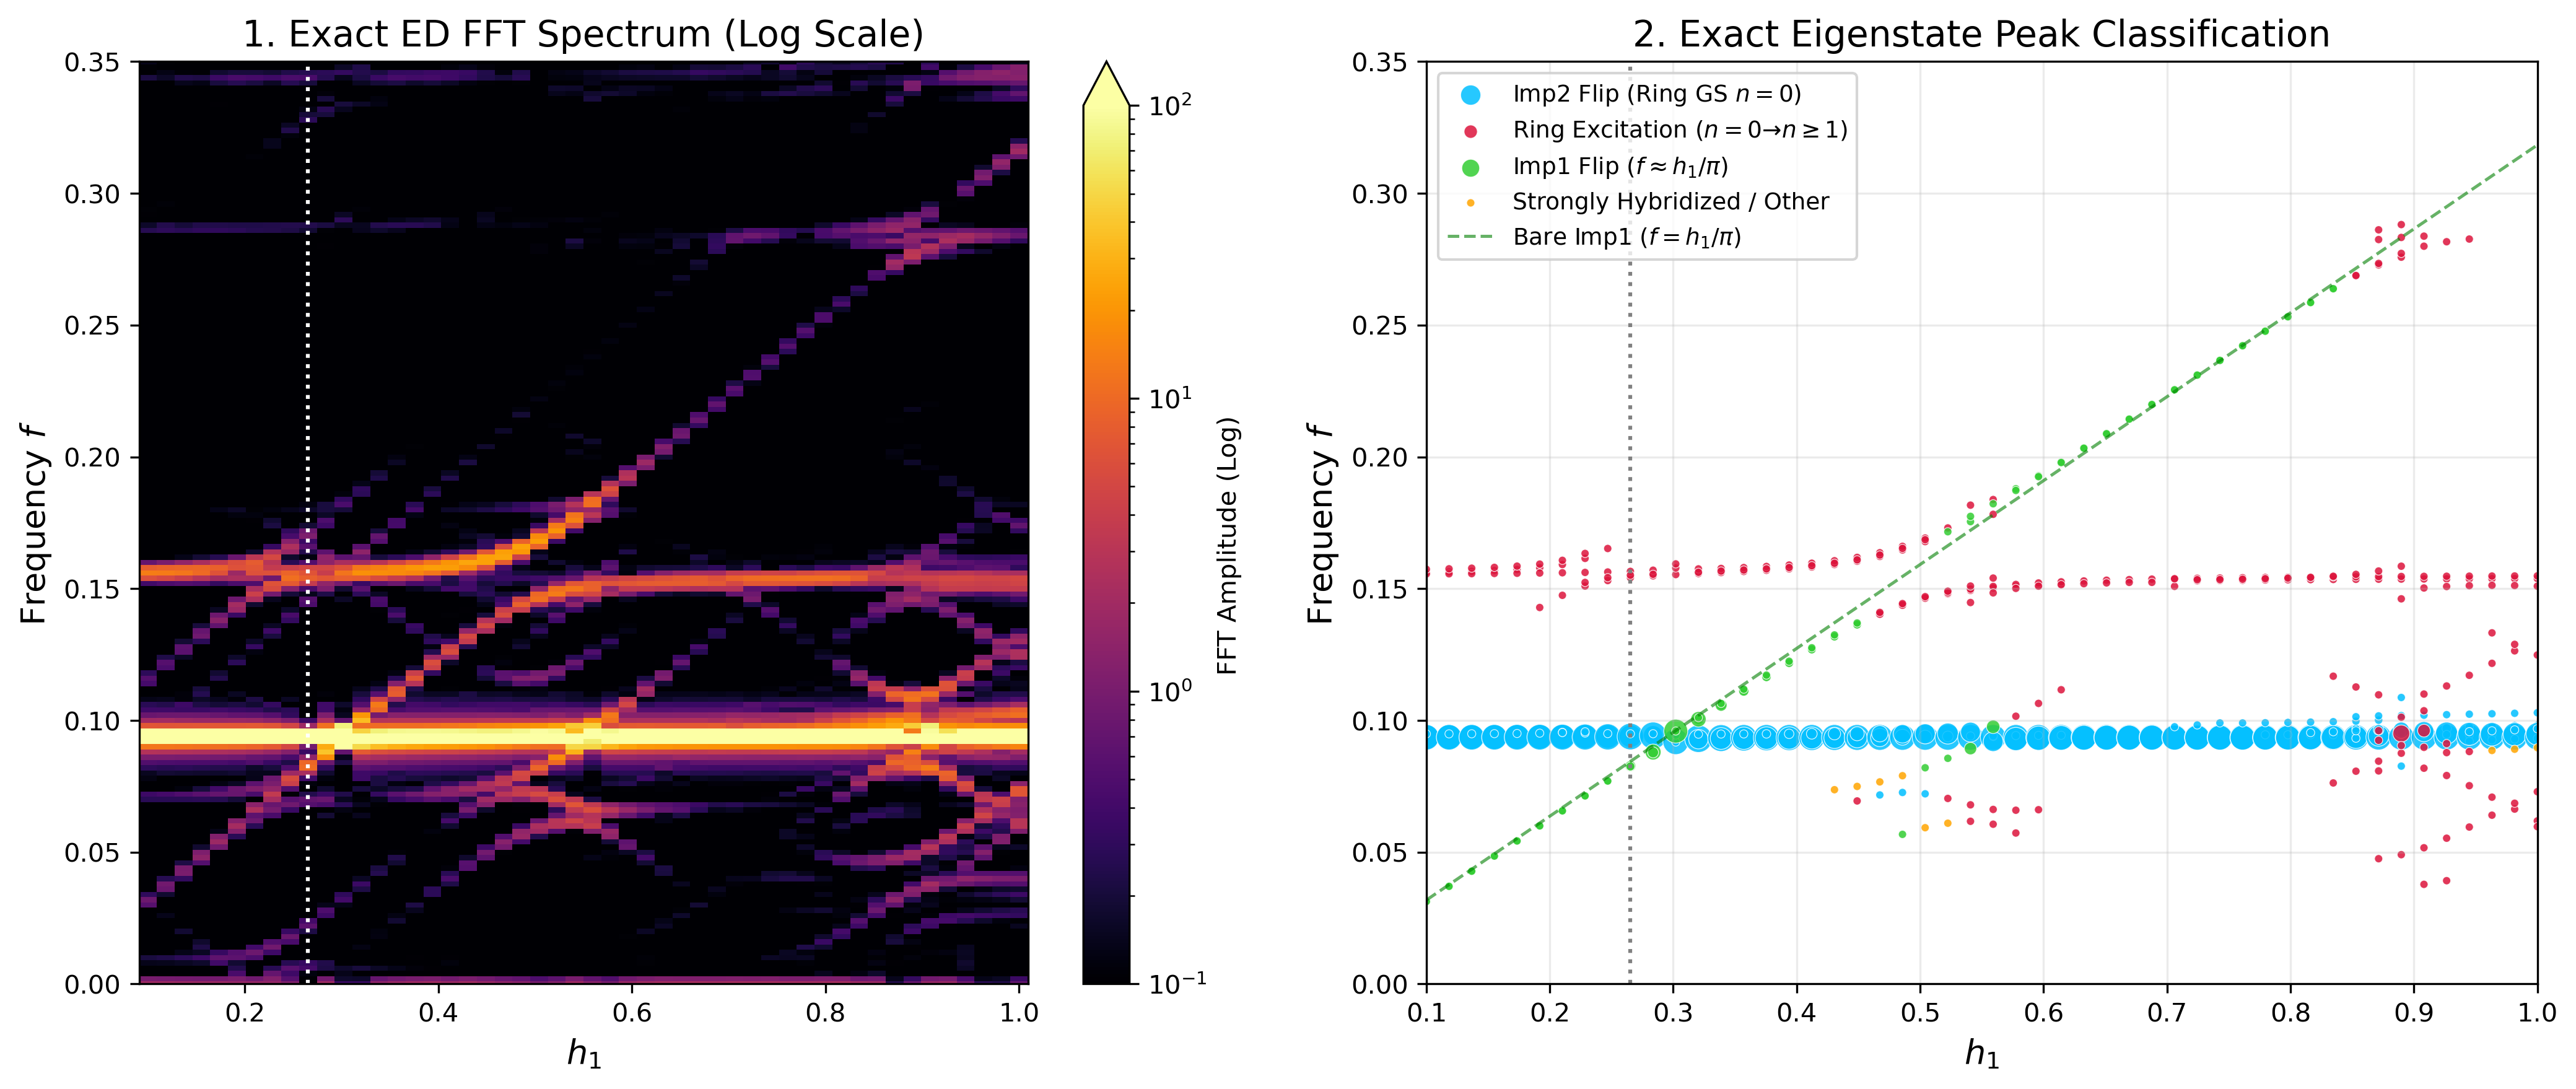 1. Exact ED FFT Spectrum (Log Scale)
0.35
0.30
0.25
0.20
0.15
0.10
0.05
0.00
Frequency f
0.2
0.4
0.6
0.8
1.0
h₁
10²
10¹
10⁰
10⁻¹
FFT Amplitude (Log)
2. Exact Eigenstate Peak Classification
Imp2 Flip (Ring GS n = 0)
Ring Excitation (n = 0→n ≥ 1)
Imp1 Flip (f ≈ h₁/π)
Strongly Hybridized / Other
Bare Imp1 (f = h₁/π)
0.35
0.30
0.25
0.20
0.15
0.10
0.05
0.00
Frequency f
0.1
0.2
0.3
0.4
0.5
0.6
0.7
0.8
0.9
1.0
h₁